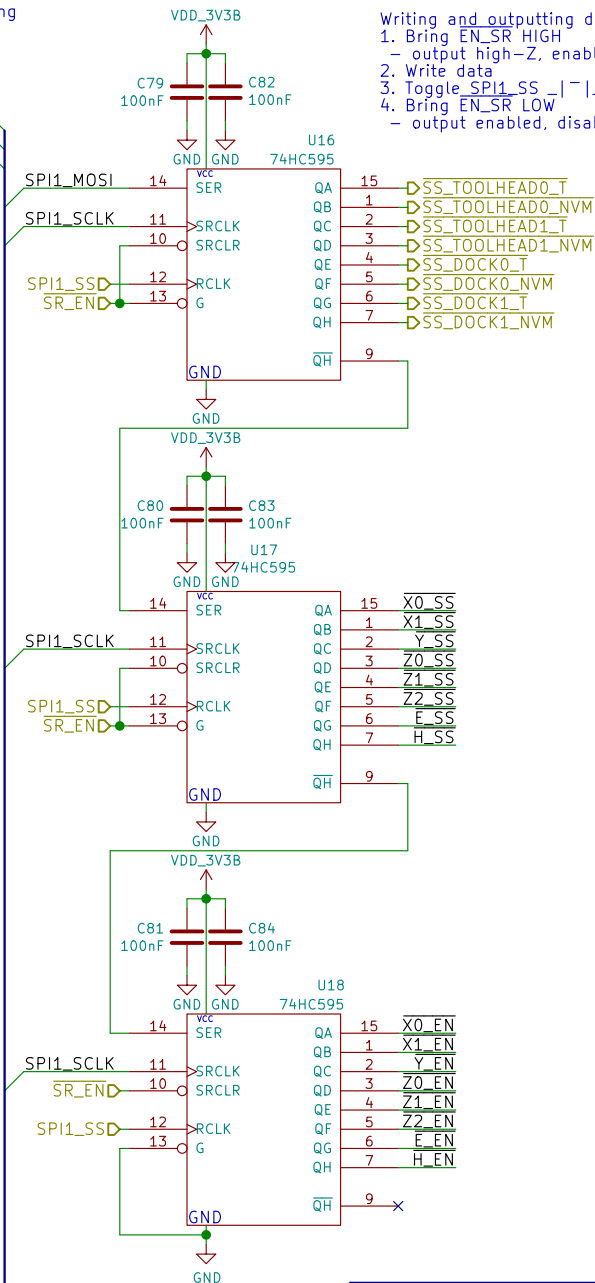 ng
VDD_3V3B
Writing and outputting d
1. Bring EN_SR HIGH
– output high–Z, enabl
2. Write data
3. Toggle SPI1_SS _|‾|_
4. Bring EN_SR LOW
– output enabled, disab
C79
100nF
C82
100nF
GND GND
U16
74HC595
VCC
SPI1_MOSI 14 SER QA 15 SS_TOOLHEAD0_T
QB 1 SS_TOOLHEAD0_NVM
SPI1_SCLK 11 SRCLK QC 2 SS_TOOLHEAD1_T
10 SRCLR QD 3 SS_TOOLHEAD1_NVM
QE 4 SS_DOCK0_T
SPI1_SS 12 RCLK QF 5 SS_DOCK0_NVM
SR_EN 13 G QG 6 SS_DOCK1_T
QH 7 SS_DOCK1_NVM
QH 9
GND
GND
VDD_3V3B
C80
100nF
C83
100nF
U17
GND GND
74HC595
VCC
14 SER QA 15 X0_SS
QB 1 X1_SS
SPI1_SCLK 11 SRCLK QC 2 Y_SS
10 SRCLR QD 3 Z0_SS
QE 4 Z1_SS
SPI1_SS 12 RCLK QF 5 Z2_SS
SR_EN 13 G QG 6 E_SS
QH 7 H_SS
QH 9
GND
GND
VDD_3V3B
C81
100nF
C84
100nF
U18
GND GND
74HC595
VCC
14 SER QA 15 X0_EN
QB 1 X1_EN
SPI1_SCLK 11 SRCLK QC 2 Y_EN
SR_EN 10 SRCLR QD 3 Z0_EN
QE 4 Z1_EN
SPI1_SS 12 RCLK QF 5 Z2_EN
13 G QG 6 E_EN
QH 7 H_EN
QH 9
GND
GND